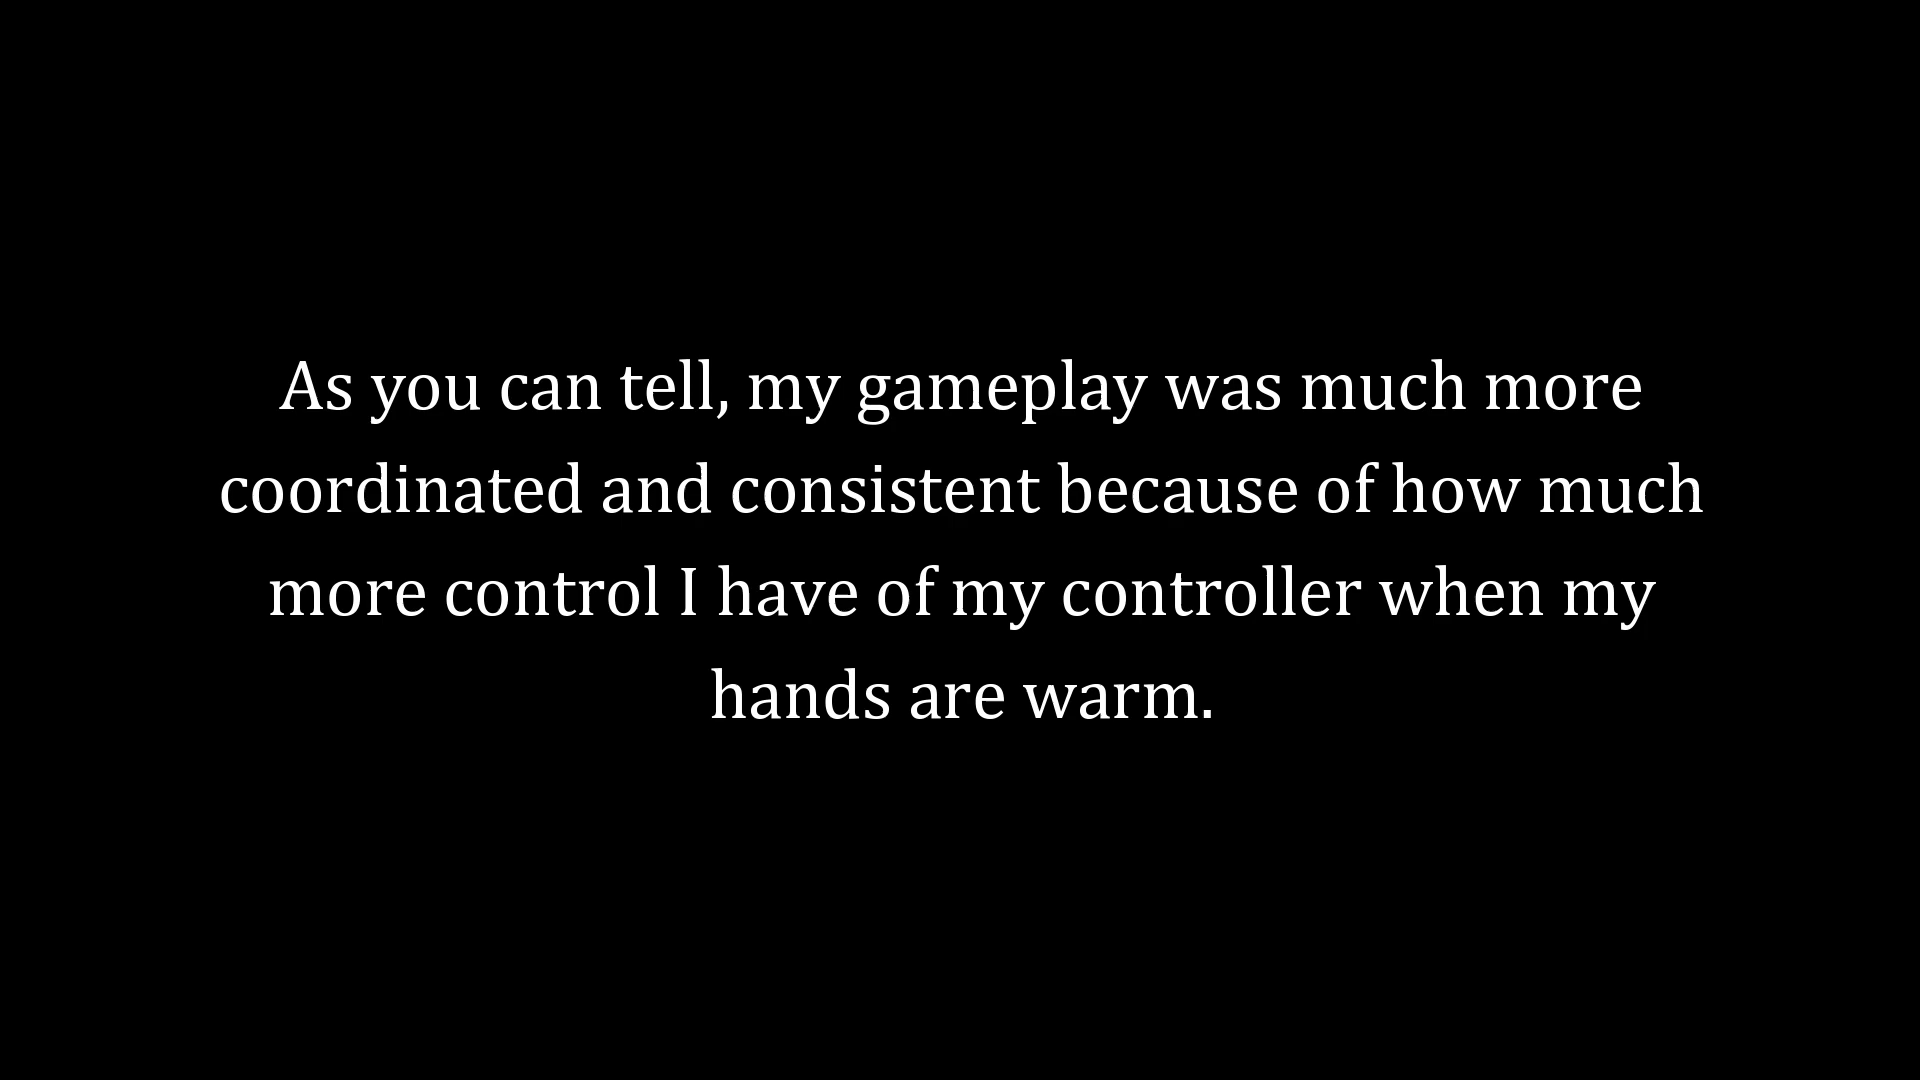 As you can tell, my gameplay was much more
coordinated and consistent because of how much
more control I have of my controller when my
hands are warm.